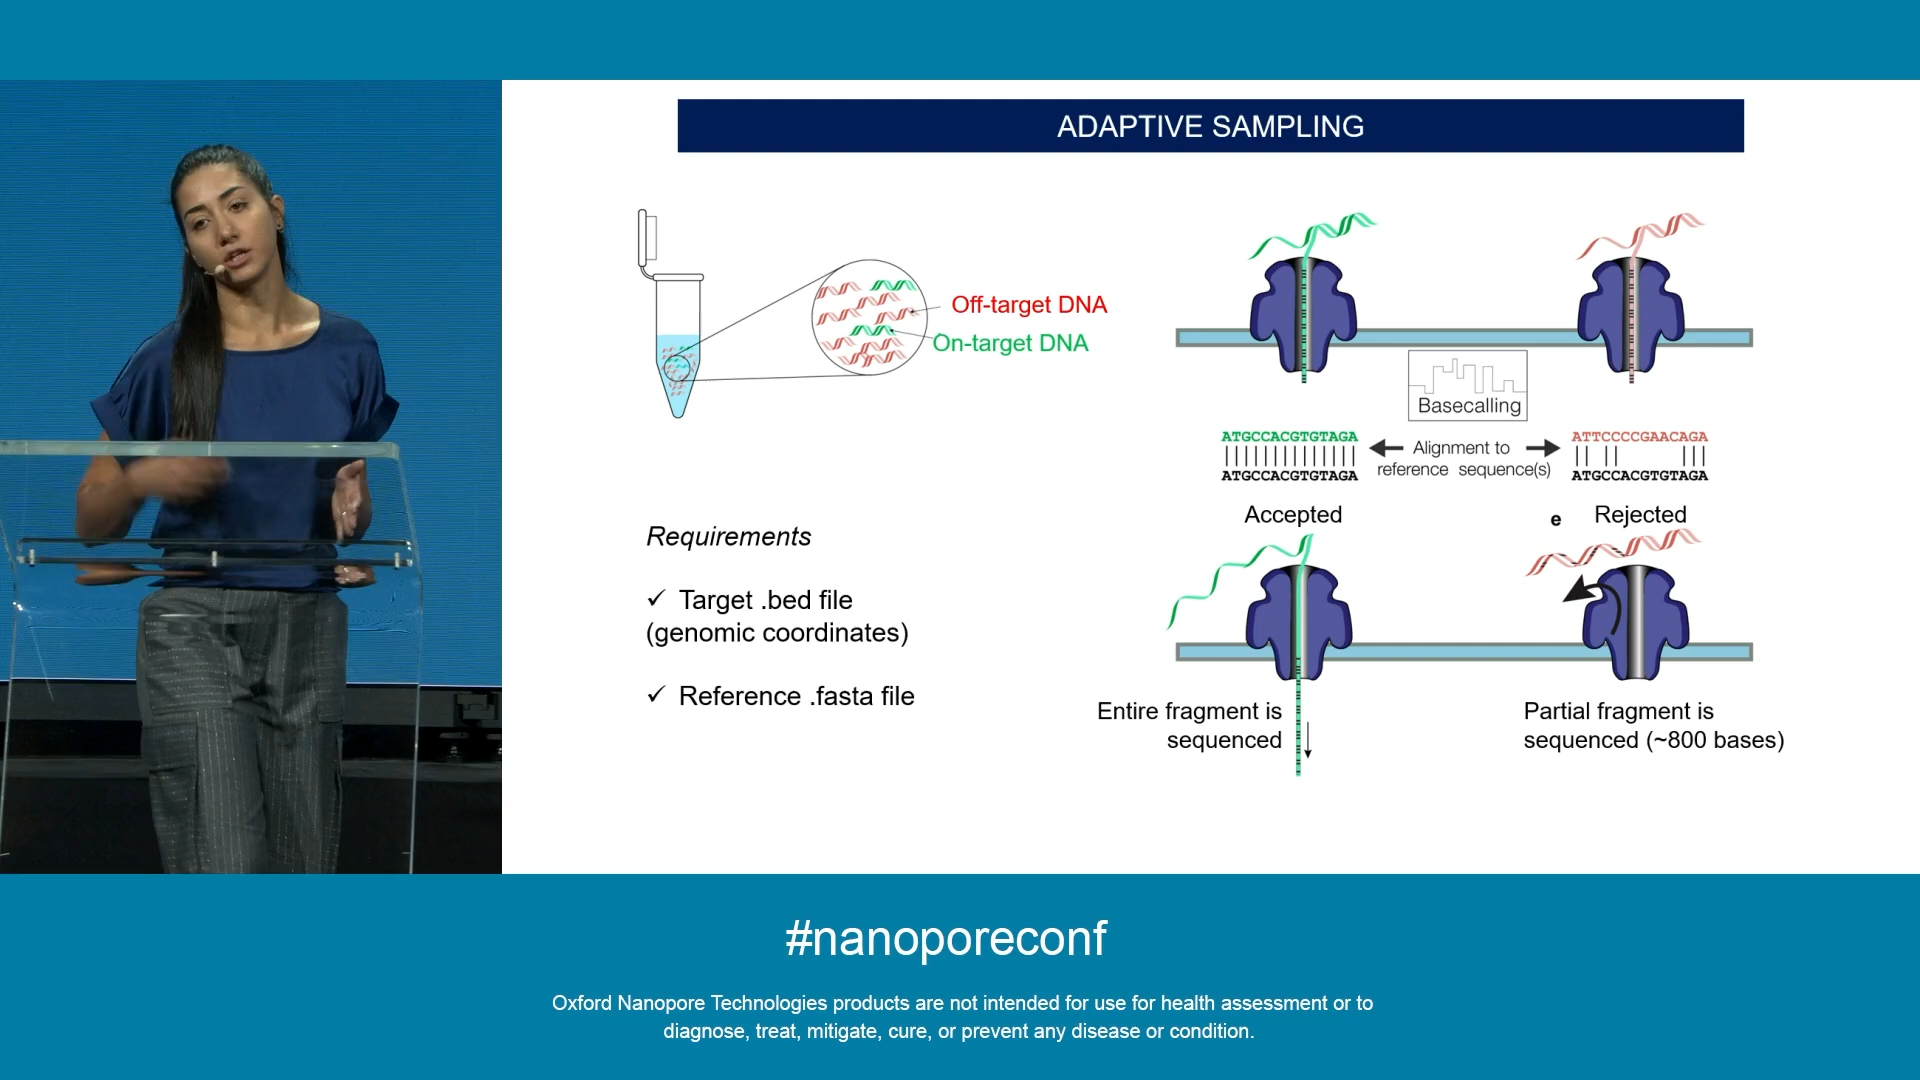 ADAPTIVE SAMPLING
Off-target DNA
On-target DNA
Basecalling
ATGCCACGTGTAGA
ATTCCCCGAACAGA
Alignment to
reference sequence(s)
ATGCCACGTGTAGA
ATGCCACGTGTAGA
Accepted
e Rejected
Requirements
✓ Target .bed file
(genomic coordinates)
✓ Reference .fasta file
Entire fragment is
sequenced
Partial fragment is
sequenced (~800 bases)
#nanoporeconf
Oxford Nanopore Technologies products are not intended for use for health assessment or to
diagnose, treat, mitigate, cure, or prevent any disease or condition.